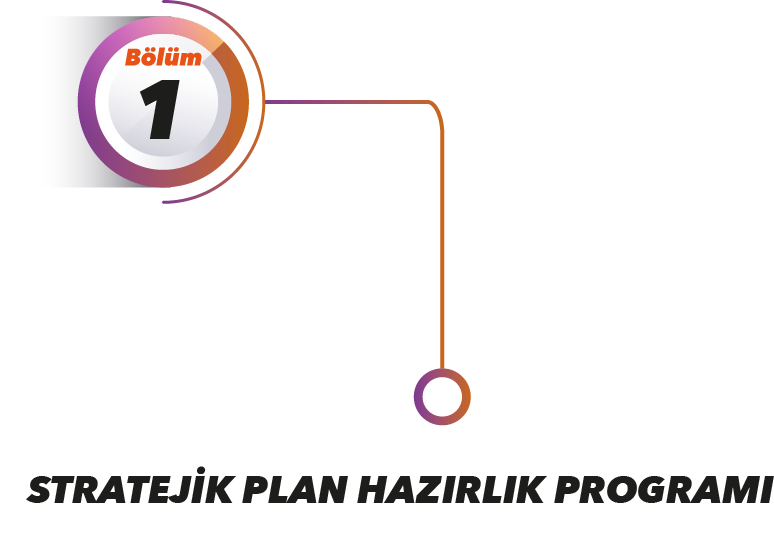 Bölüm
1
STRATEJİK PLAN HAZIRLIK PROGRAMI